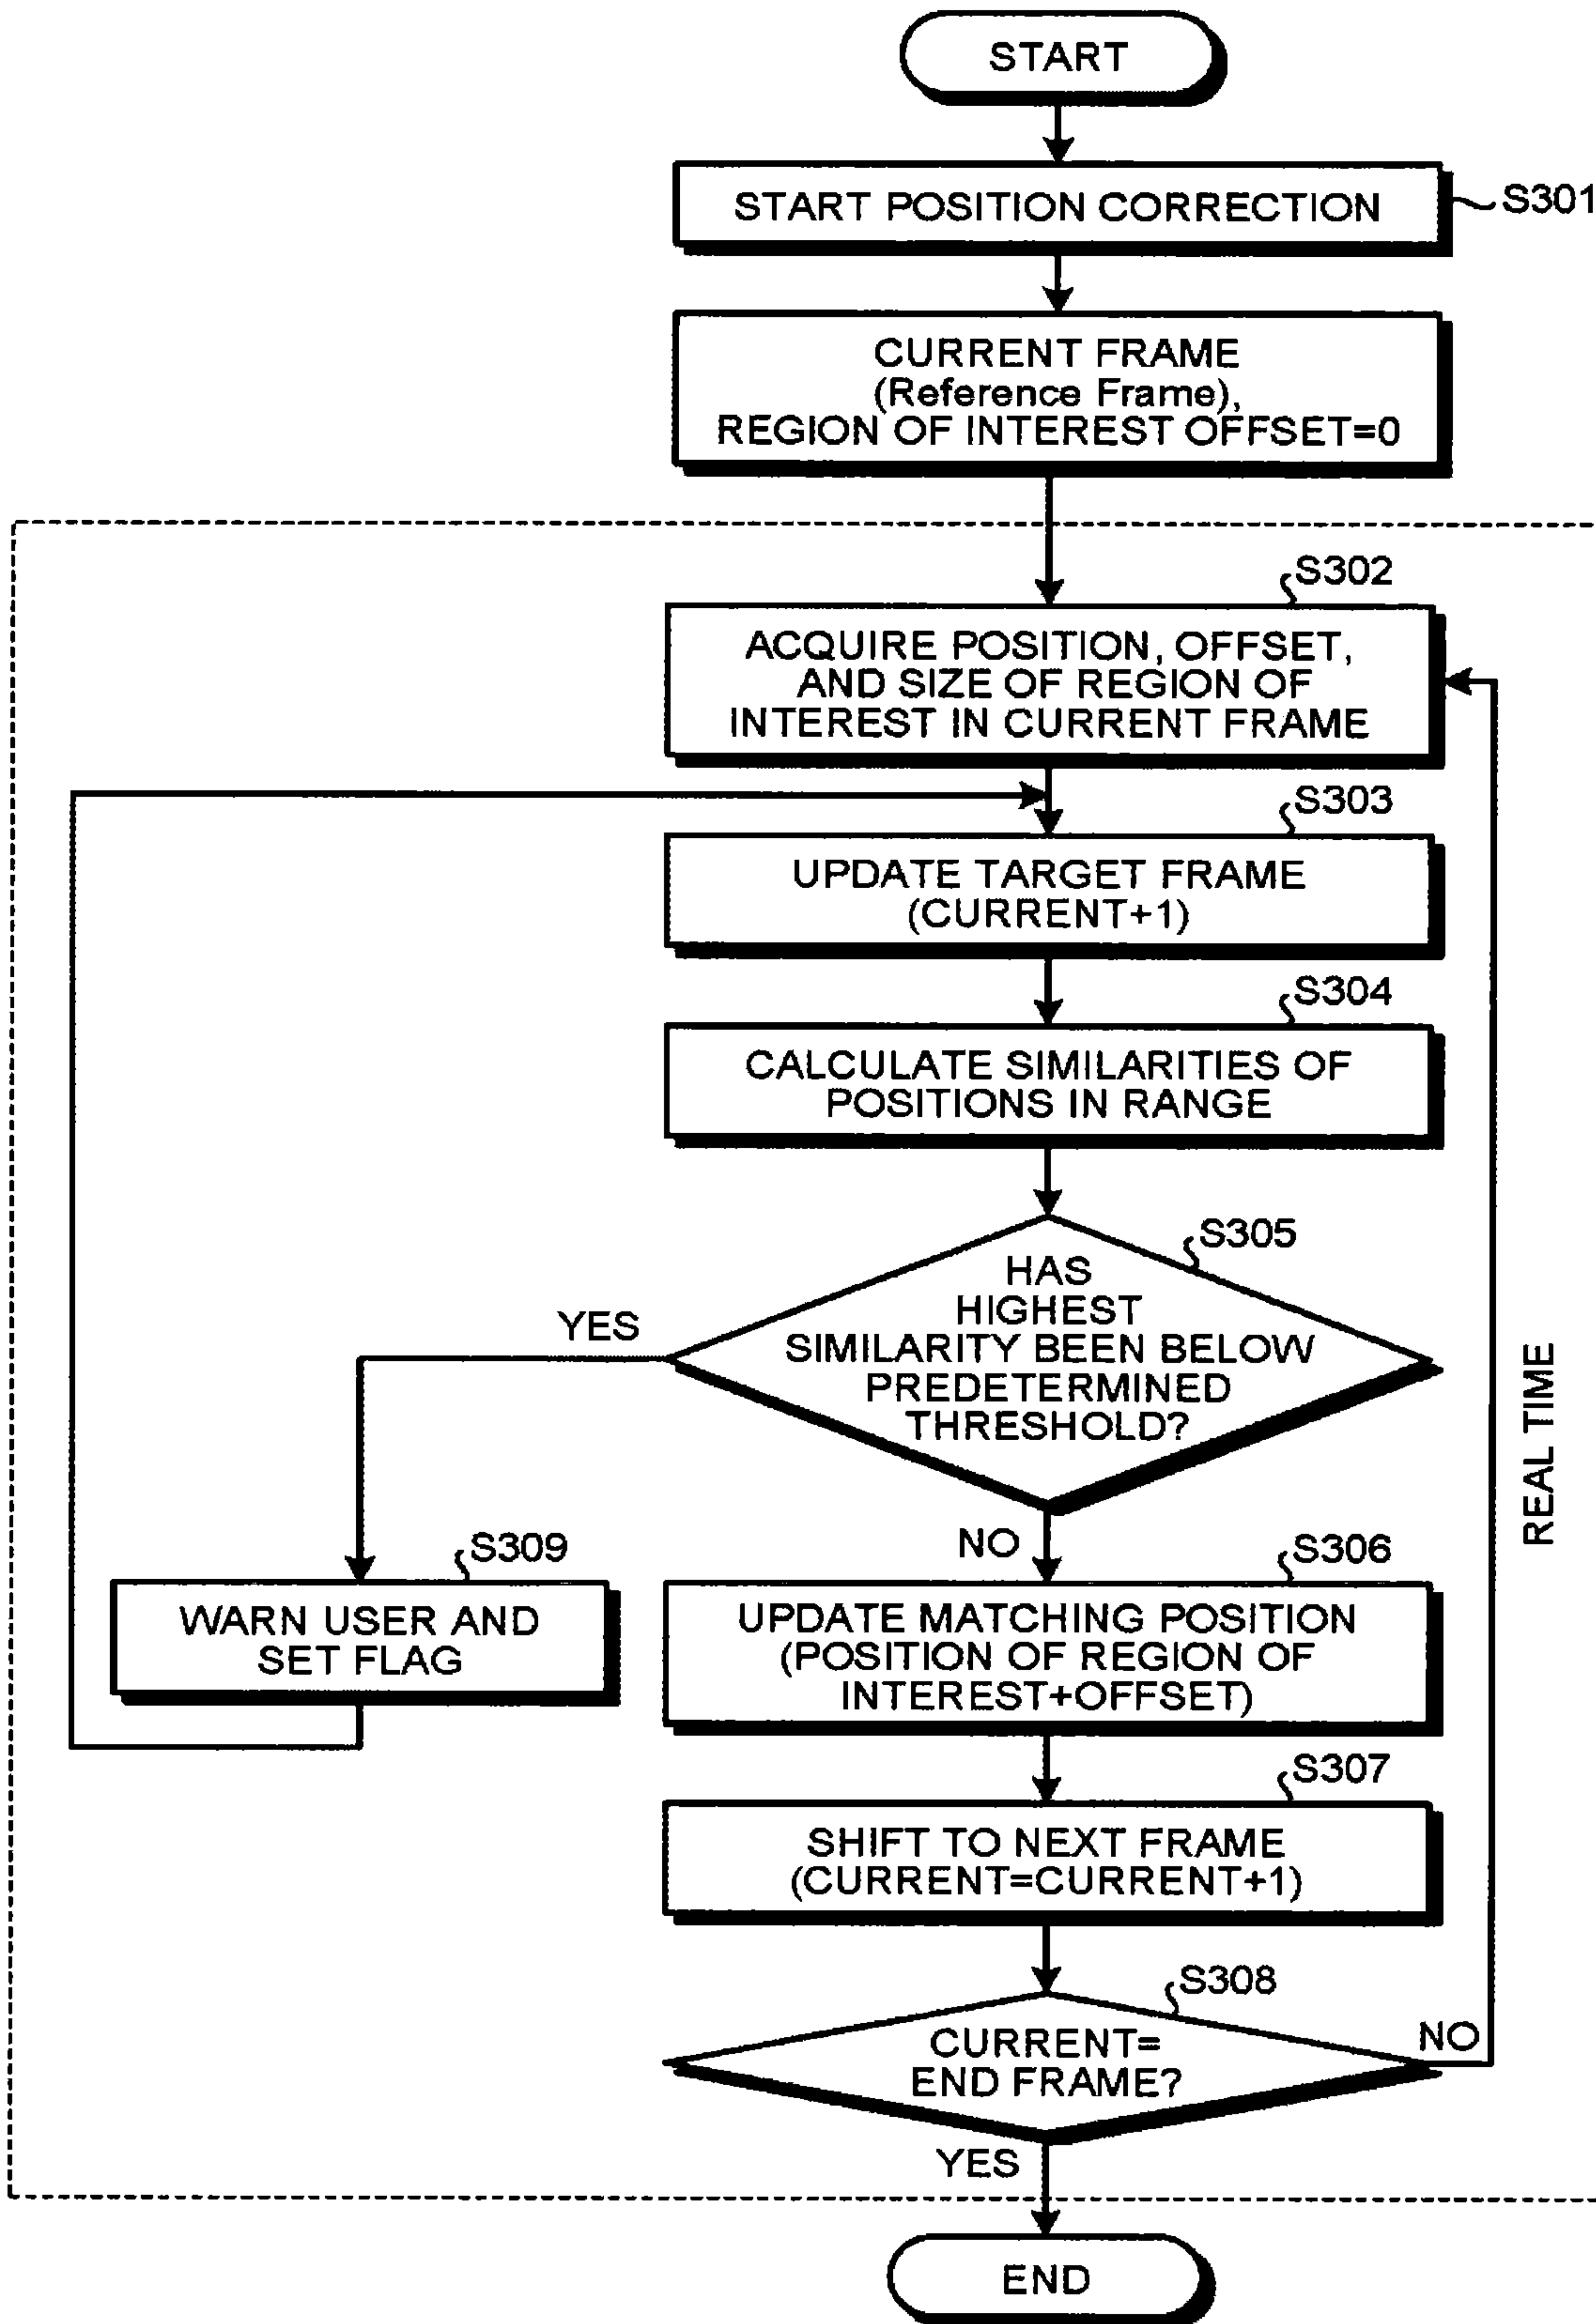 START
START POSITION CORRECTION
S301
CURRENT FRAME
(Reference Frame),
REGION OF INTEREST OFFSET=0
S302
ACQUIRE POSITION, OFFSET,
AND SIZE OF REGION OF
INTEREST IN CURRENT FRAME
S303
UPDATE TARGET FRAME
(CURRENT+1)
S304
CALCULATE SIMILARITIES OF
POSITIONS IN RANGE
S305
HAS
HIGHEST
SIMILARITY BEEN BELOW
PREDETERMINED
THRESHOLD?
YES
NO
REAL TIME
S309
WARN USER AND
SET FLAG
S306
UPDATE MATCHING POSITION
(POSITION OF REGION OF
INTEREST+OFFSET)
S307
SHIFT TO NEXT FRAME
(CURRENT=CURRENT+1)
S308
CURRENT=
END FRAME?
NO
YES
END